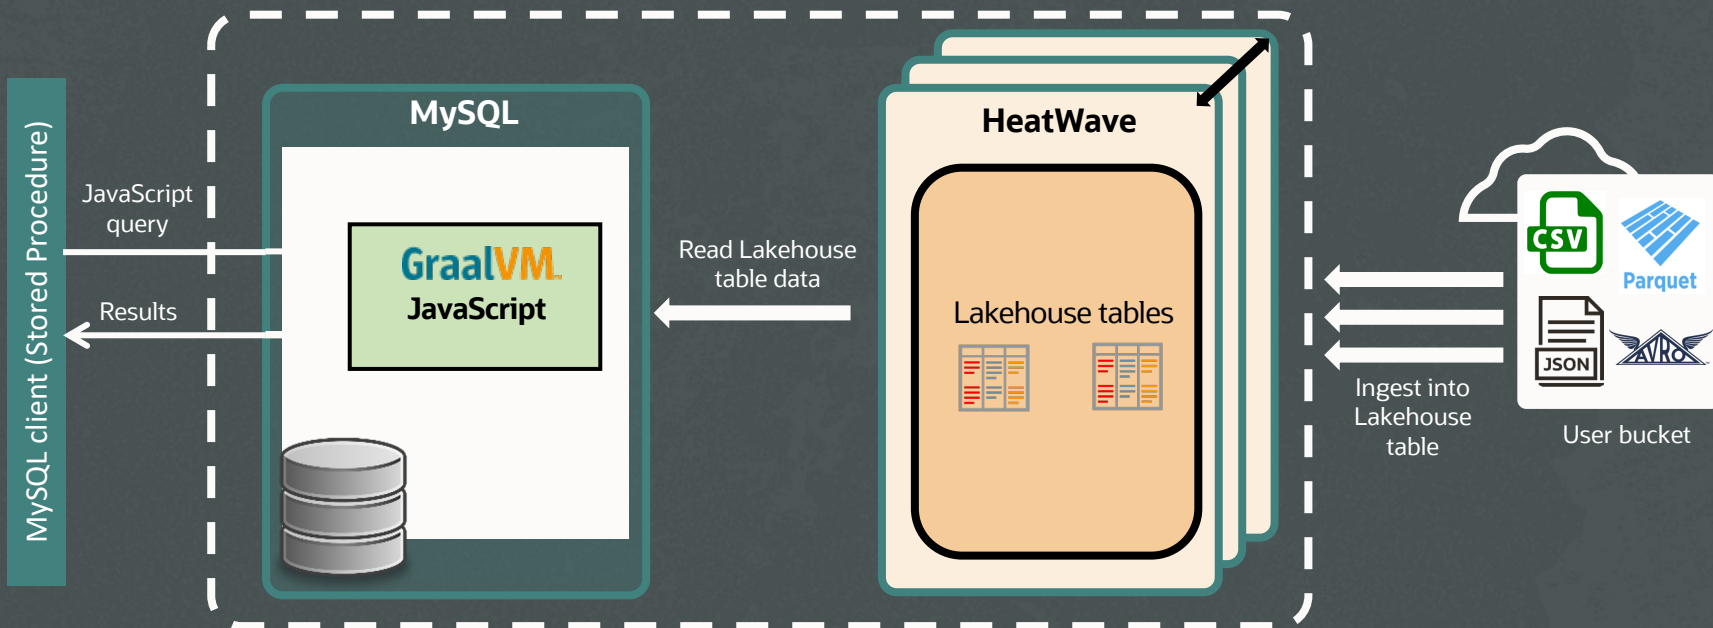 MySQL client (Stored Procedure)
JavaScript
query
Results
MySQL
GraalVM™
JavaScript
Read Lakehouse
table data
HeatWave
Lakehouse tables
Ingest into
Lakehouse
table
CSV
Parquet
JSON
AVRO
User bucket